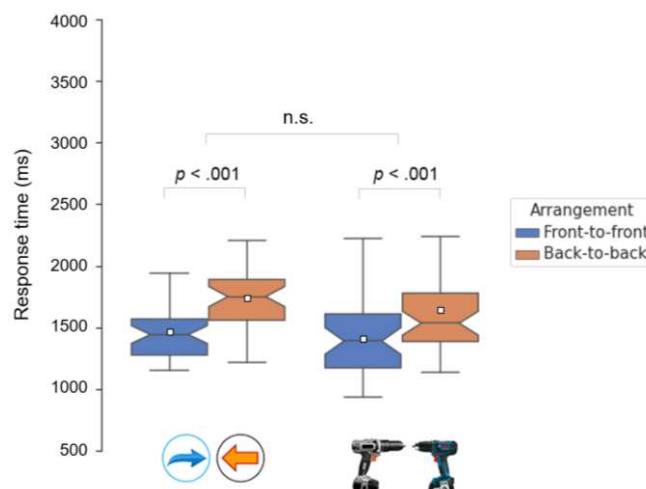 4000
3500
3000
2500
2000
1500
1000
500
Response time (ms)
n.s.
p < .001
p < .001
Arrangement
Front-to-front
Back-to-back